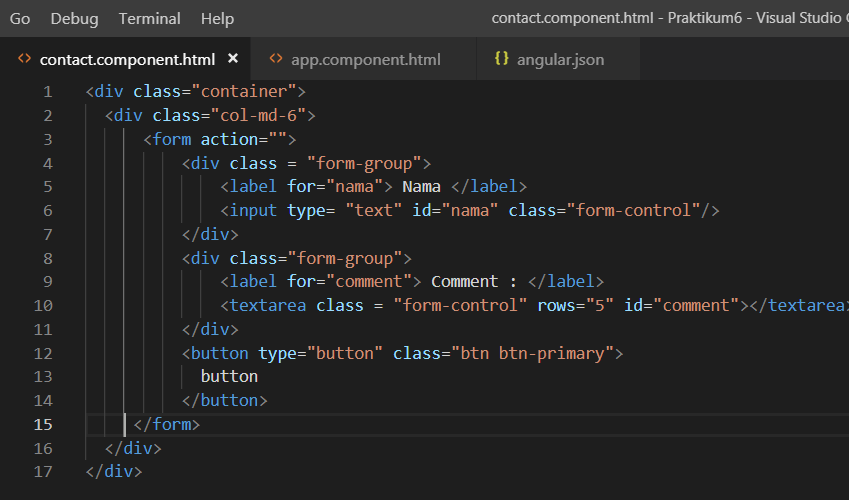 Go Debug Terminal Help contact.component.html - Praktikum6 - Visual Studio
contact.component.html × app.component.html {} angular.json
1 <div class="container">
2 <div class="col-md-6">
3 <form action="">
4 <div class = "form-group">
5 <label for="nama"> Nama </label>
6 <input type= "text" id="nama" class="form-control"/>
7 </div>
8 <div class="form-group">
9 <label for="comment"> Comment : </label>
10 <textarea class = "form-control" rows="5" id="comment"></textarea>
11 </div>
12 <button type="button" class="btn btn-primary">
13 button
14 </button>
15 </form>
16 </div>
17 </div>